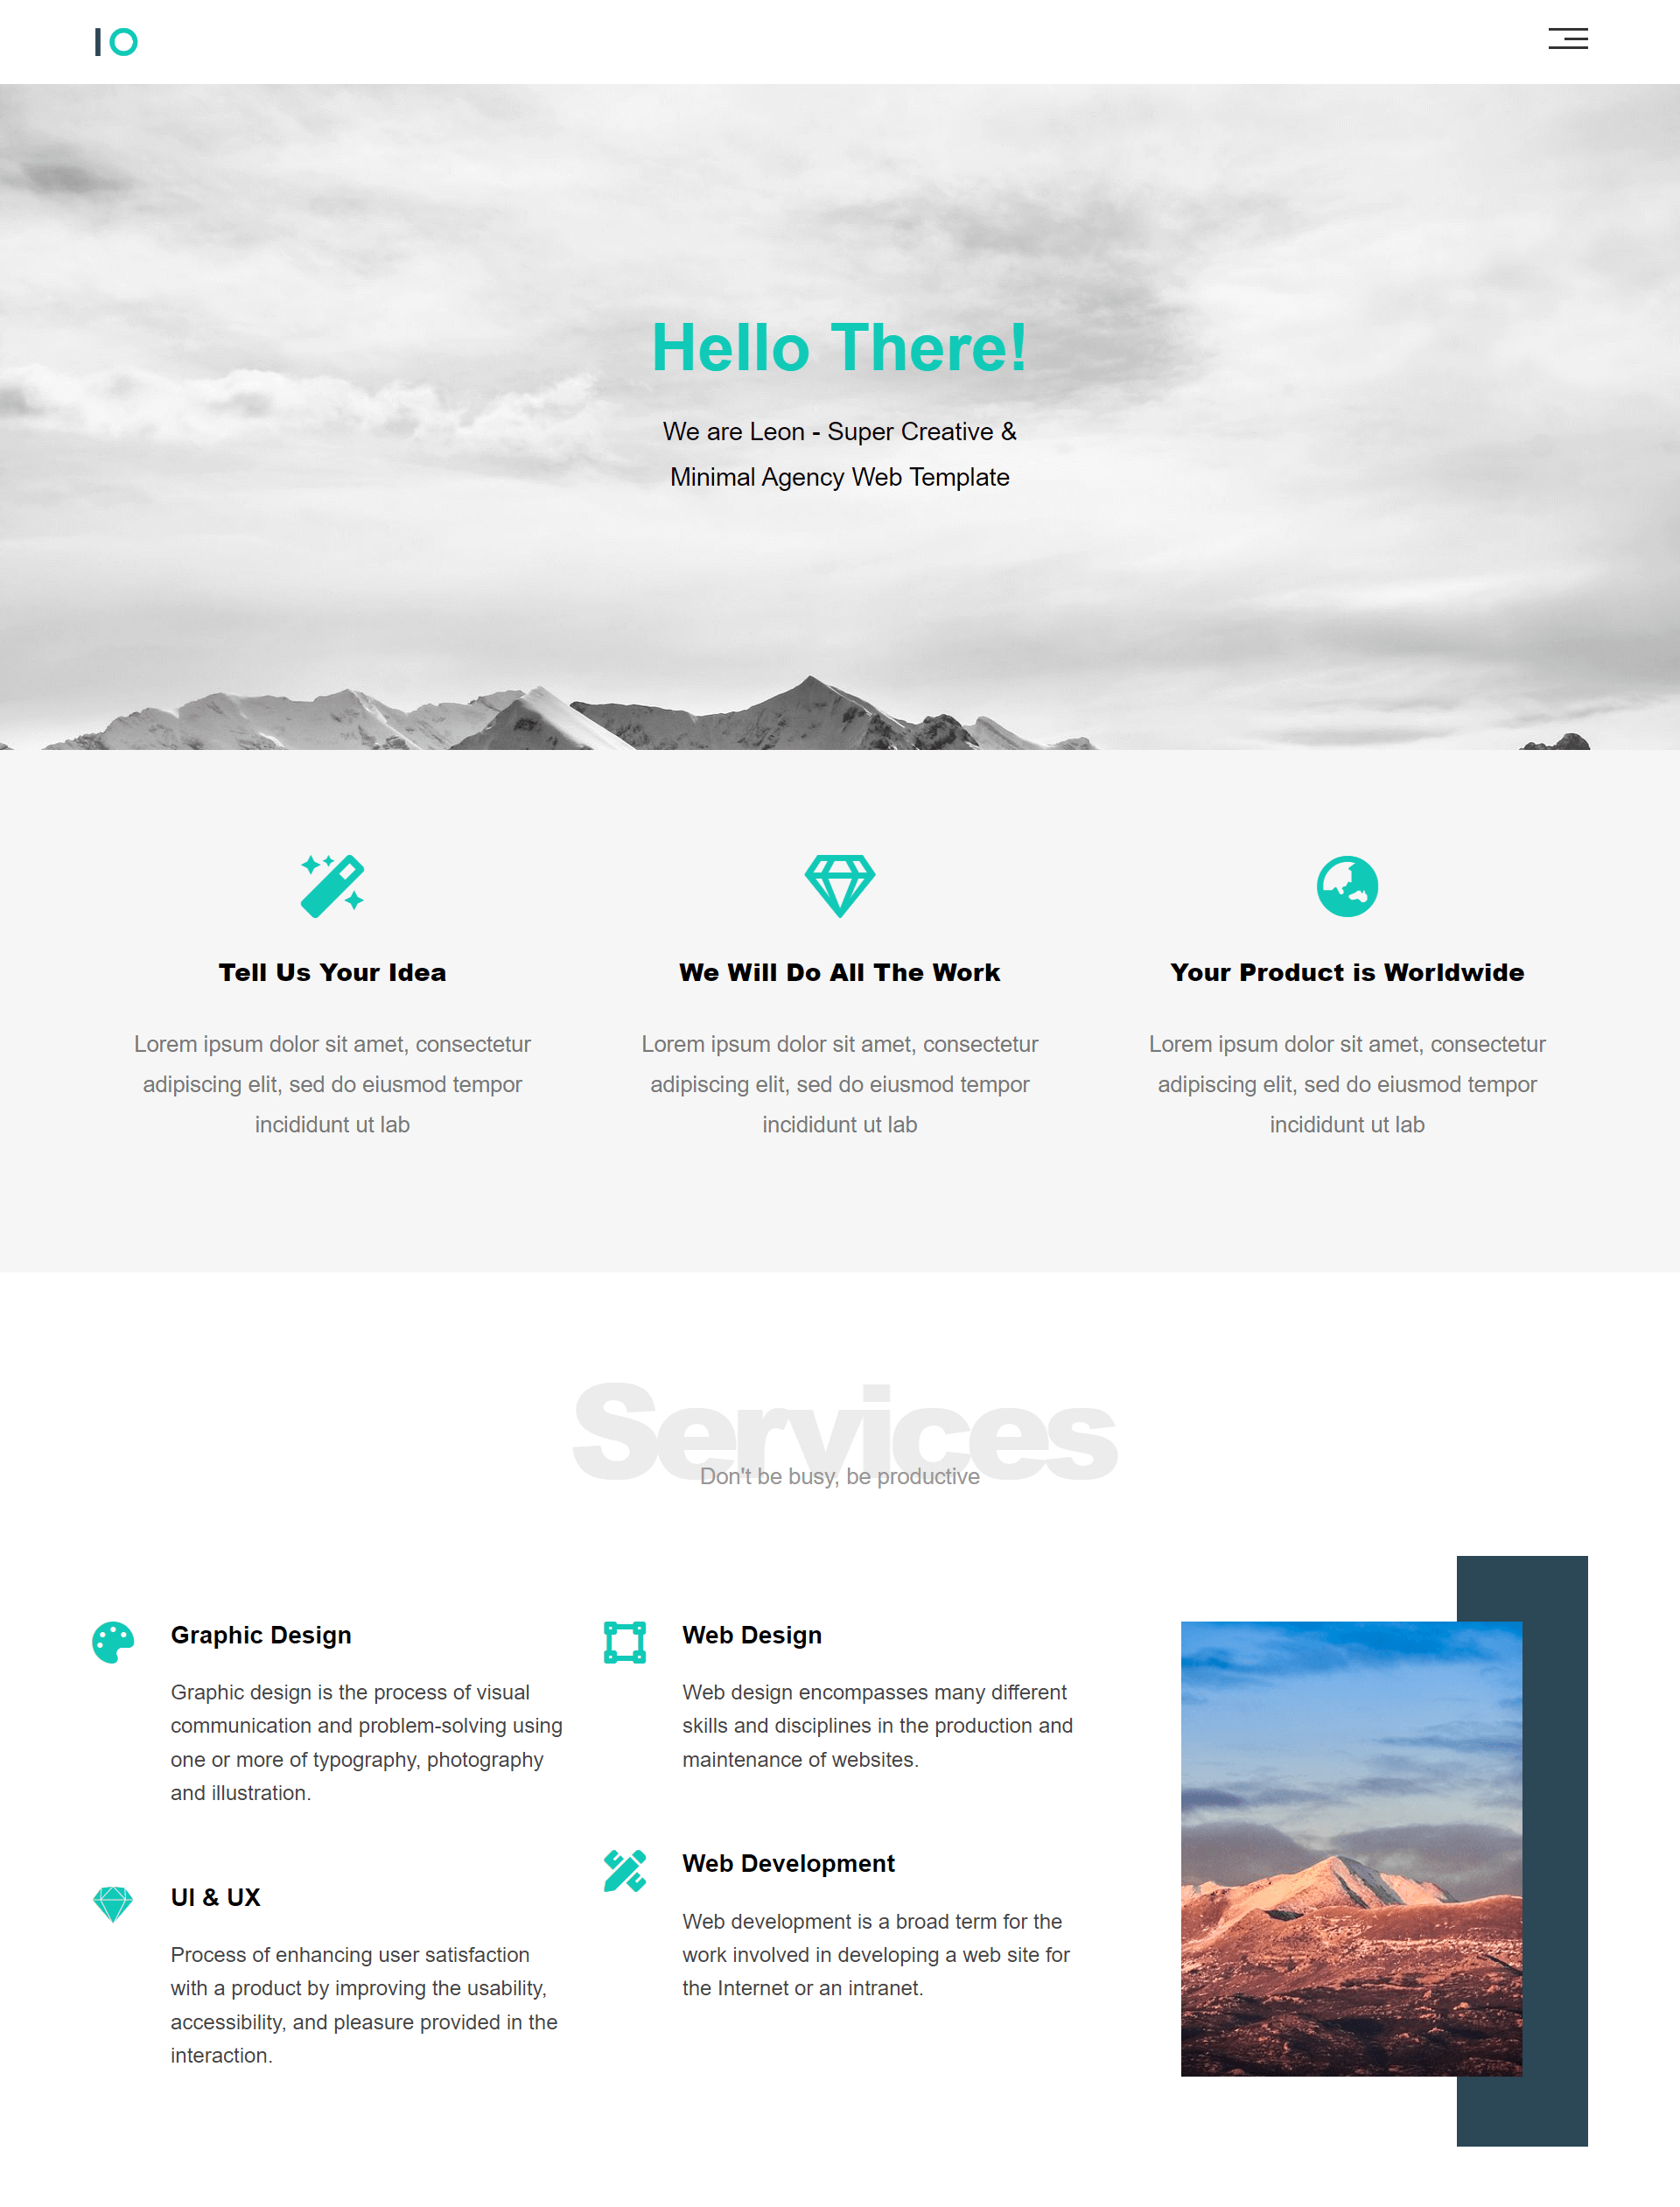 IO
Hello There!
We are Leon - Super Creative &
Minimal Agency Web Template
Tell Us Your Idea
Lorem ipsum dolor sit amet, consectetur
adipiscing elit, sed do eiusmod tempor
incididunt ut lab
We Will Do All The Work
Lorem ipsum dolor sit amet, consectetur
adipiscing elit, sed do eiusmod tempor
incididunt ut lab
Your Product is Worldwide
Lorem ipsum dolor sit amet, consectetur
adipiscing elit, sed do eiusmod tempor
incididunt ut lab
Services
Don't be busy, be productive
Graphic Design
Graphic design is the process of visual
communication and problem-solving using
one or more of typography, photography
and illustration.
UI & UX
Process of enhancing user satisfaction
with a product by improving the usability,
accessibility, and pleasure provided in the
interaction.
Web Design
Web design encompasses many different
skills and disciplines in the production and
maintenance of websites.
Web Development
Web development is a broad term for the
work involved in developing a web site for
the Internet or an intranet.